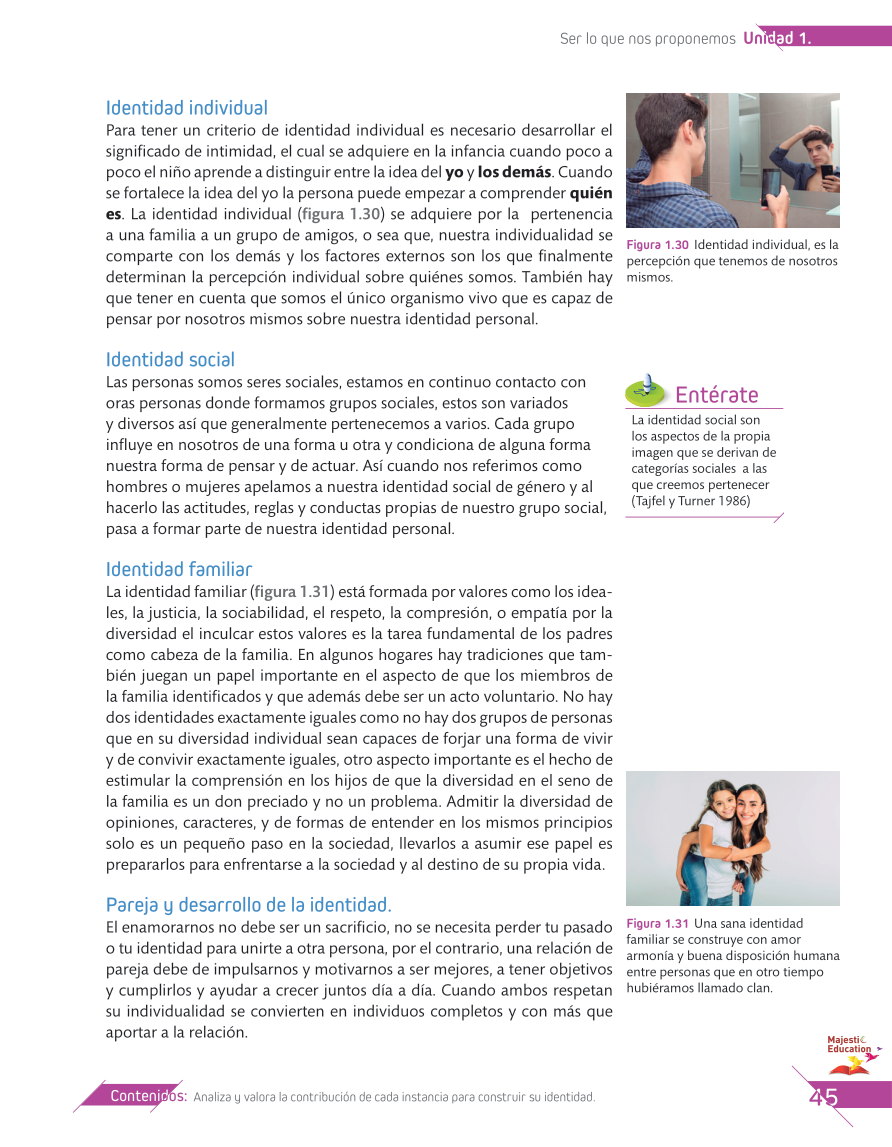 Ser lo que nos proponemos Unidad 1.
Identidad individual
Para tener un criterio de identidad individual es necesario desarrollar el
significado de intimidad, el cual se adquiere en la infancia cuando poco a
poco el niño aprende a distinguir entre la idea del yo y los demás. Cuando
se fortalece la idea del yo la persona puede empezar a comprender quién
es. La identidad individual (figura 1.30) se adquiere por la pertenencia
a una familia a un grupo de amigos, o sea que, nuestra individualidad se
comparte con los demás y los factores externos son los que finalmente
determinan la percepción individual sobre quiénes somos. También hay
que tener en cuenta que somos el único organismo vivo que es capaz de
pensar por nosotros mismos sobre nuestra identidad personal.
Figura 1.30 Identidad individual, es la
percepción que tenemos de nosotros
mismos.
Identidad social
Las personas somos seres sociales, estamos en continuo contacto con
oras personas donde formamos grupos sociales, estos son variados
y diversos así que generalmente pertenecemos a varios. Cada grupo
influye en nosotros de una forma u otra y condiciona de alguna forma
nuestra forma de pensar y de actuar. Así cuando nos referimos como
hombres o mujeres apelamos a nuestra identidad social de género y al
hacerlo las actitudes, reglas y conductas propias de nuestro grupo social,
pasa a formar parte de nuestra identidad personal.
Entérate
La identidad social son
los aspectos de la propia
imagen que se derivan de
categorías sociales a las
que creemos pertenecer
(Tajfel y Turner 1986)
Identidad familiar
La identidad familiar (figura 1.31) está formada por valores como los idea-
les, la justicia, la sociabilidad, el respeto, la compresión, o empatía por la
diversidad el inculcar estos valores es la tarea fundamental de los padres
como cabeza de la familia. En algunos hogares hay tradiciones que tam-
bién juegan un papel importante en el aspecto de que los miembros de
la familia identificados y que además debe ser un acto voluntario. No hay
dos identidades exactamente iguales como no hay dos grupos de personas
que en su diversidad individual sean capaces de forjar una forma de vivir
y de convivir exactamente iguales, otro aspecto importante es el hecho de
estimular la comprensión en los hijos de que la diversidad en el seno de
la familia es un don preciado y no un problema. Admitir la diversidad de
opiniones, caracteres, y de formas de entender en los mismos principios
solo es un pequeño paso en la sociedad, llevarlos a asumir ese papel es
prepararlos para enfrentarse a la sociedad y al destino de su propia vida.
Pareja y desarrollo de la identidad.
El enamorarnos no debe ser un sacrificio, no se necesita perder tu pasado
o tu identidad para unirte a otra persona, por el contrario, una relación de
pareja debe de impulsarnos y motivarnos a ser mejores, a tener objetivos
y cumplirlos y ayudar a crecer juntos día a día. Cuando ambos respetan
su individualidad se convierten en individuos completos y con más que
aportar a la relación.
Figura 1.31 Una sana identidad
familiar se construye con amor
armonía y buena disposición humana
entre personas que en otro tiempo
hubiéramos llamado clan.
Majestic
Education
Contenidos: Analiza y valora la contribución de cada instancia para construir su identidad.
45